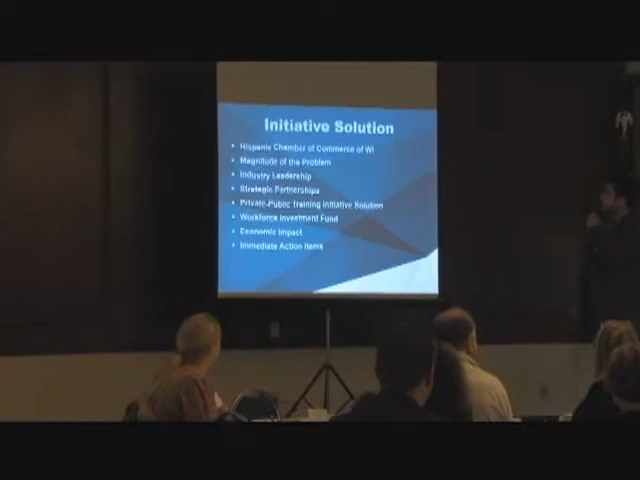 Initiative Solution
• Hispanic Chamber of Commerce of WI
• Magnitude of the Problem
• Industry Leadership
• Strategic Partnerships
• Private-Public Training Initiative Solution
• Workforce Investment Fund
• Economic Impact
• Immediate Action Items